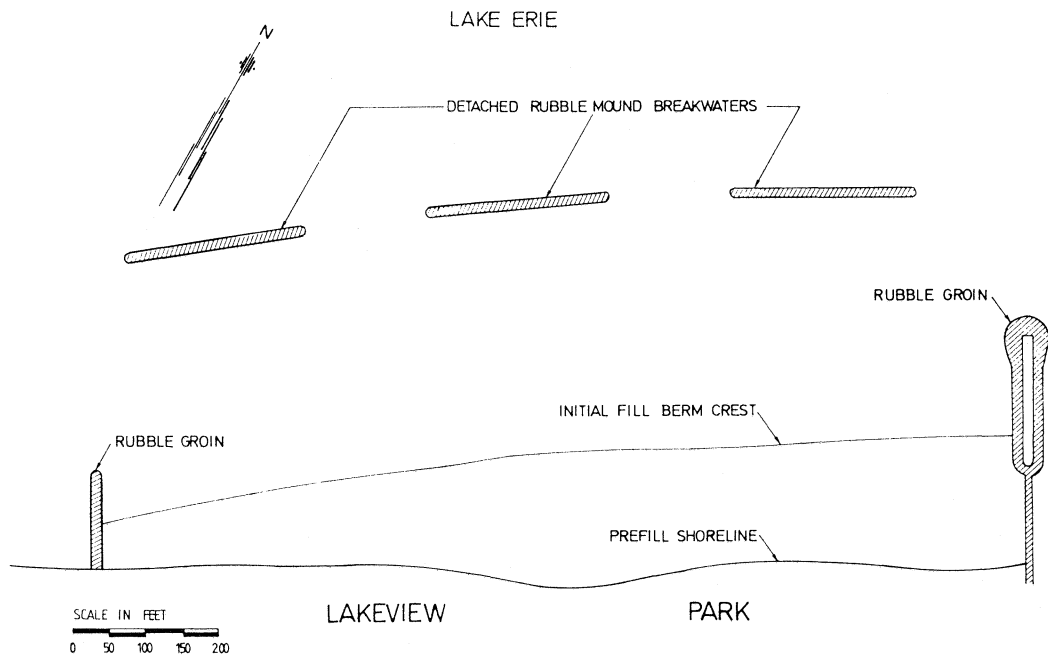 LAKE ERIE
N
DETACHED RUBBLE MOUND BREAKWATERS
RUBBLE GROIN
INITIAL FILL BERM CREST
RUBBLE GROIN
PREFILL SHORELINE
LAKEVIEW PARK
SCALE IN FEET
0 50 100 150 200